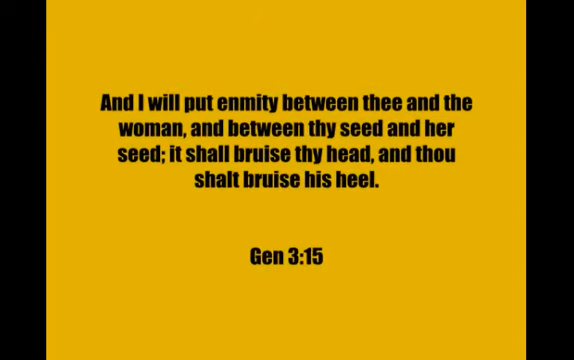 And I will put enmity between thee and the
woman, and between thy seed and her
seed; it shall bruise thy head, and thou
shalt bruise his heel.
Gen 3:15